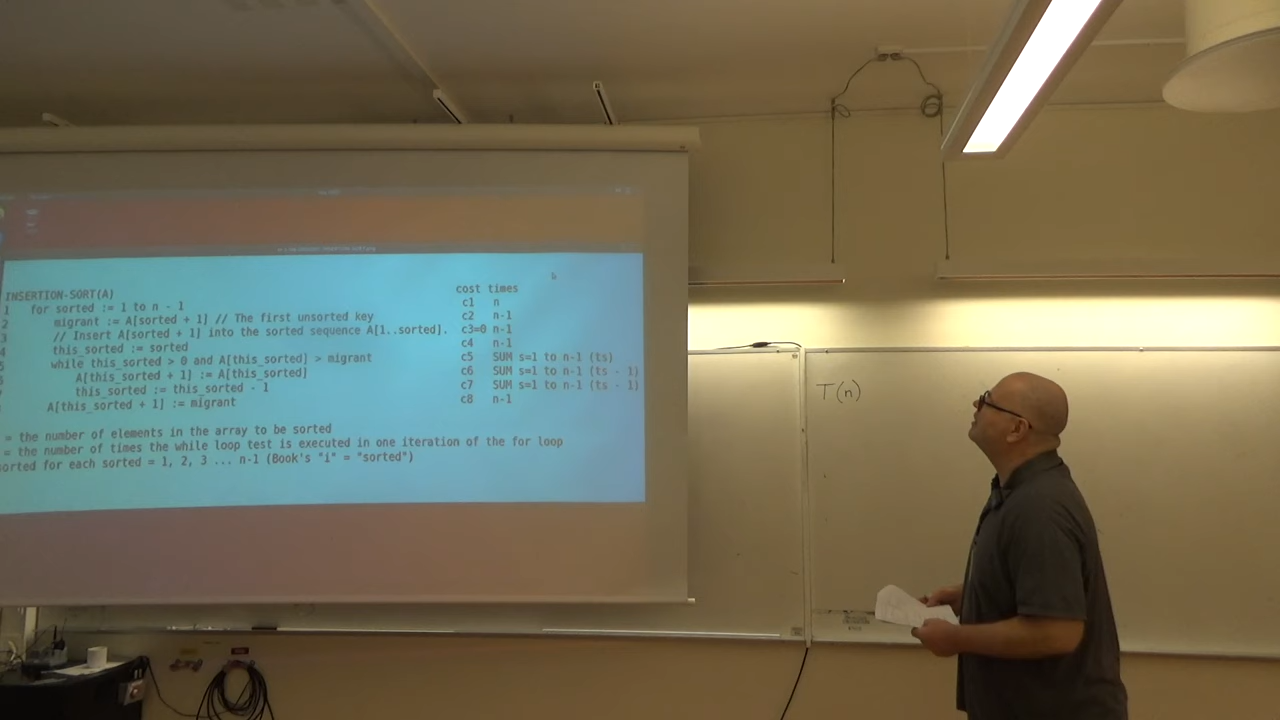 INSERTION-SORT(A) cost times
1 for sorted := 1 to n - 1 c1 n
2 migrant := A[sorted + 1] // The first unsorted key c2 n-1
3 // Insert A[sorted + 1] into the sorted sequence A[1..sorted]. c3=0 n-1
4 this_sorted := sorted c4 n-1
while this_sorted > 0 and A[this_sorted] > migrant c5 SUM s=1 to n-1 (ts)
A[this_sorted + 1] := A[this_sorted] c6 SUM s=1 to n-1 (ts - 1)
this_sorted := this_sorted - 1 c7 SUM s=1 to n-1 (ts - 1)
A[this_sorted + 1] := migrant c8 n-1
= the number of elements in the array to be sorted
= the number of times the while loop test is executed in one iteration of the for loop
sorted for each sorted = 1, 2, 3 ... n-1 (Book's "i" = "sorted")
T(n)